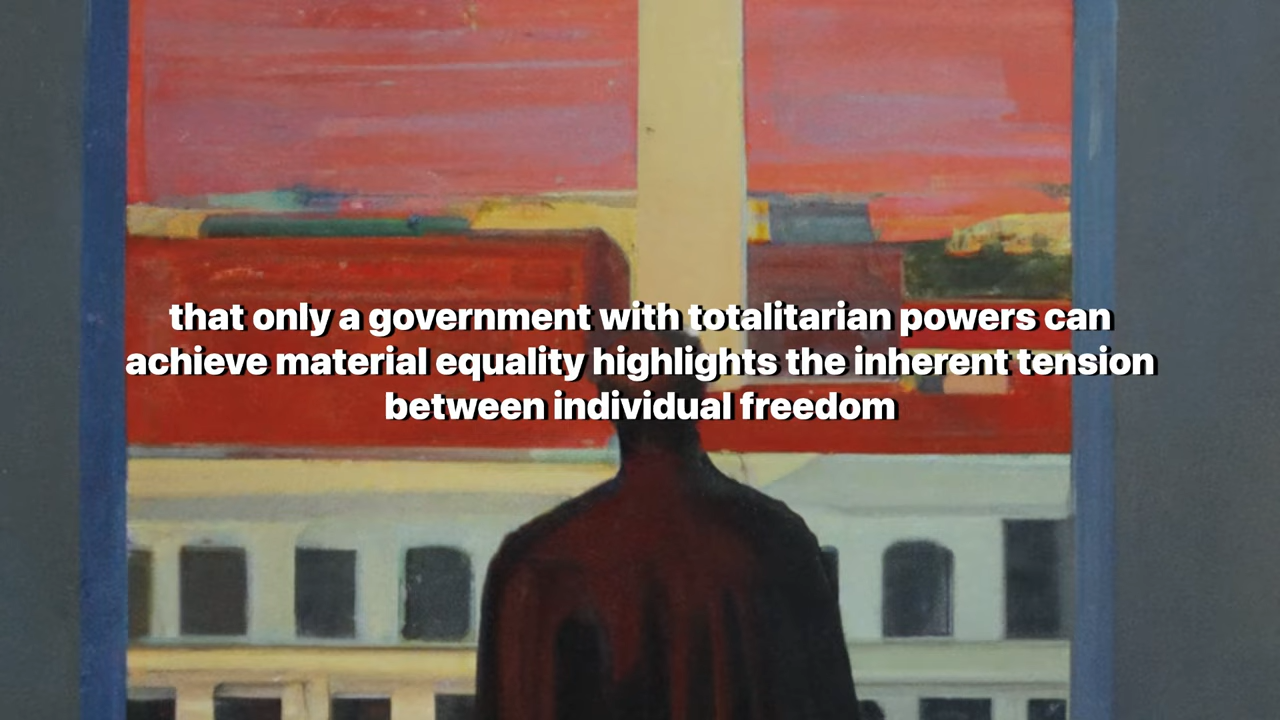 that only a government with totalitarian powers can
achieve material equality highlights the inherent tension
between individual freedom